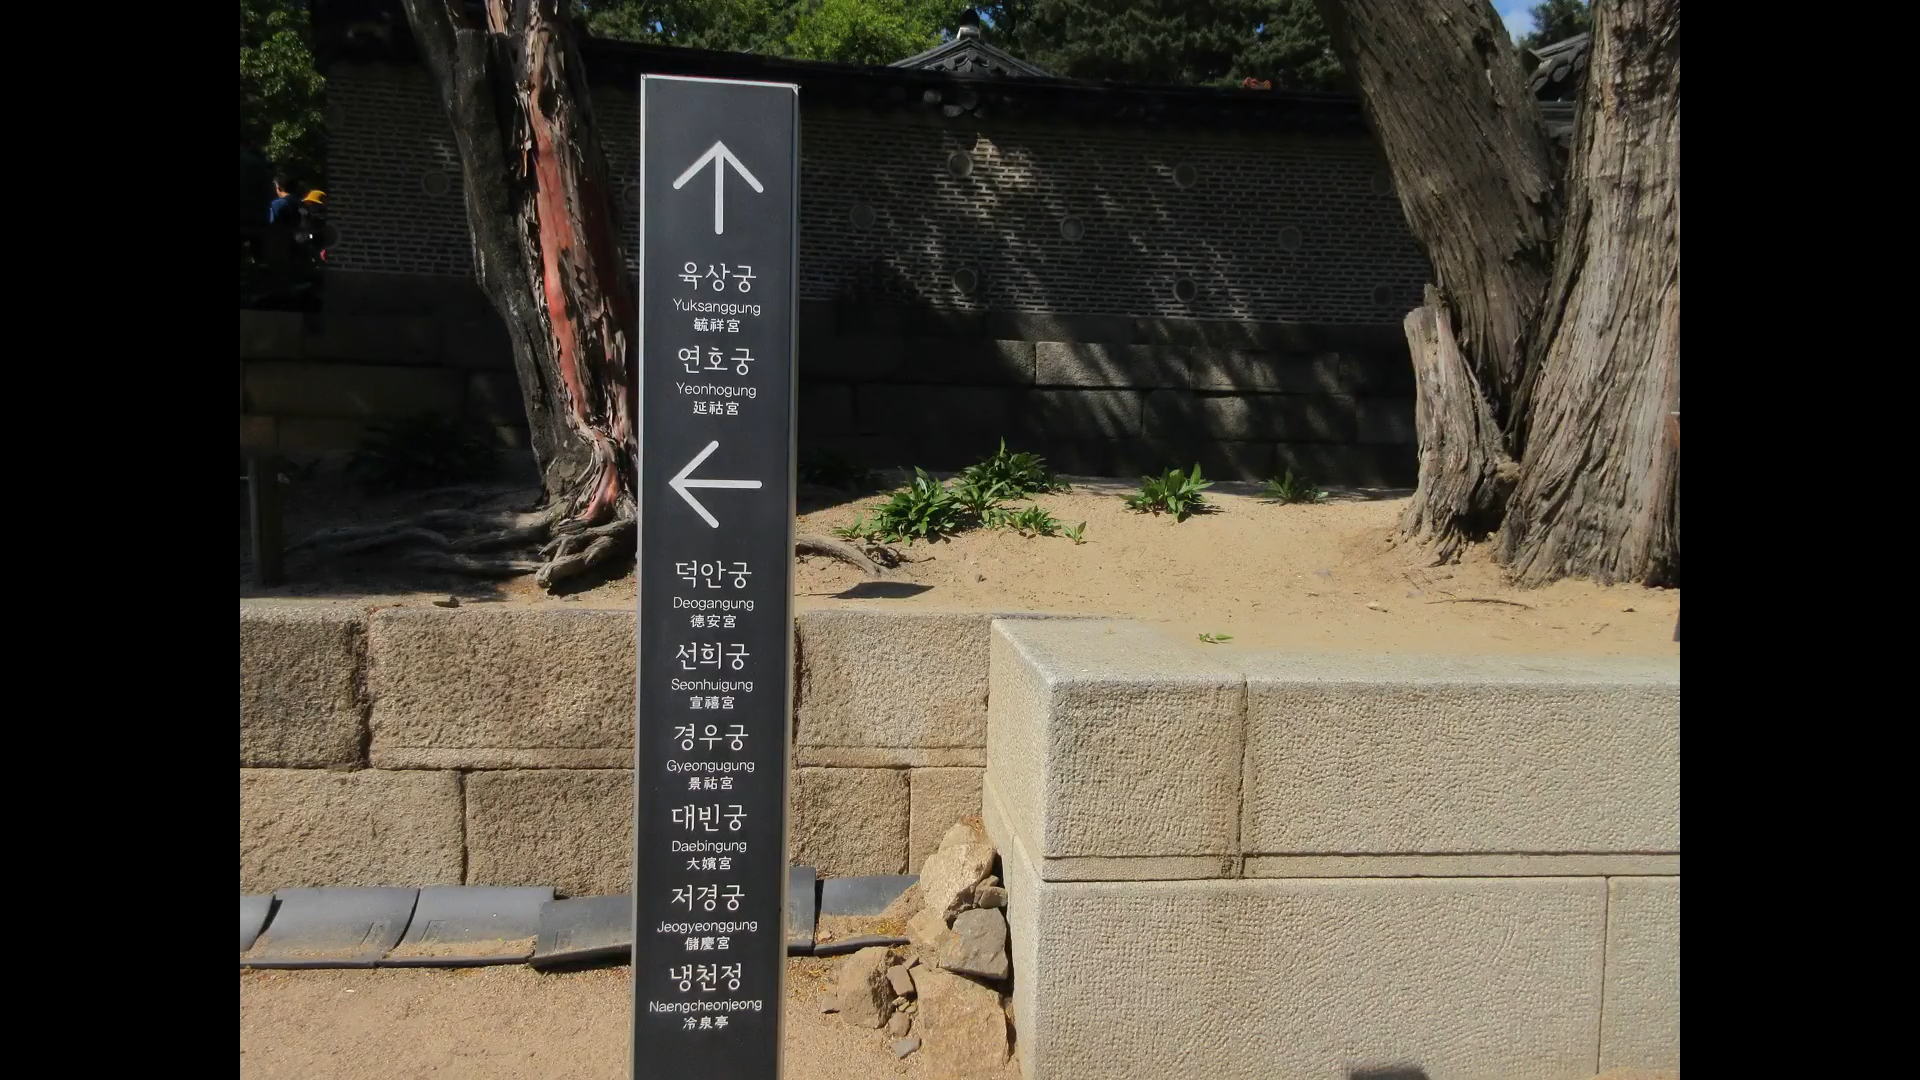 육상궁
Yuksanggung
毓祥宮
연호궁
Yeonhogung
延祜宮
덕안궁
Deogangung
德安宮
선희궁
Seonhuigung
宣禧宮
경우궁
Gyeongugung
景祐宮
대빈궁
Daebingung
大嬪宮
저경궁
Jeogyeonggung
儲慶宮
냉천정
Naengcheonjeong
冷泉亭